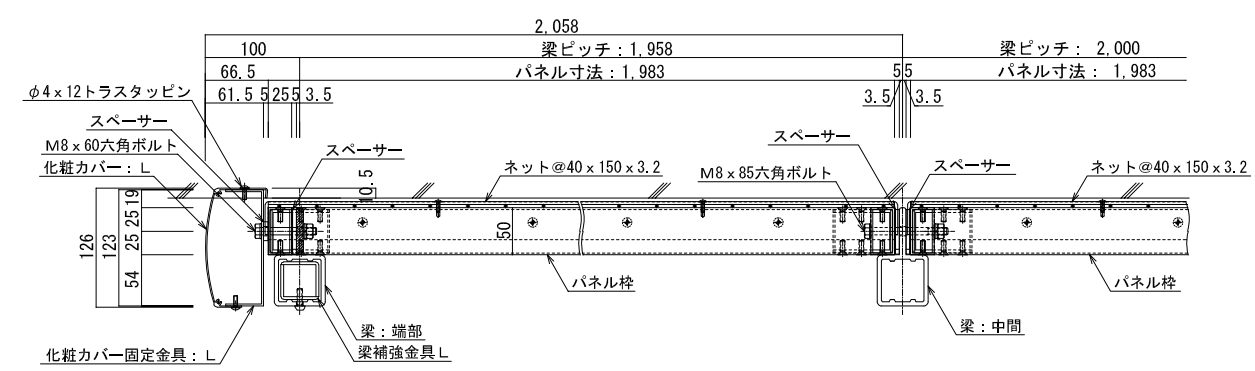 2,058
100 梁ピッチ：1,958 梁ピッチ： 2,000
66.5 パネル寸法：1,983 5 5 パネル寸法： 1,983
61.5 5 25 5 3.5 3.5 3.5
φ4x12トラスタッピン
スペーサー
M8x60六角ボルト
化粧カバー：L
スペーサー
10.5
ネット@40x150x3.2
スペーサー
M8x85六角ボルト
スペーサー
ネット@40x150x3.2
126
123
19
25
25
54
50
パネル枠
パネル枠
梁：端部
梁補強金具L
梁：中間
化粧カバー固定金具：L